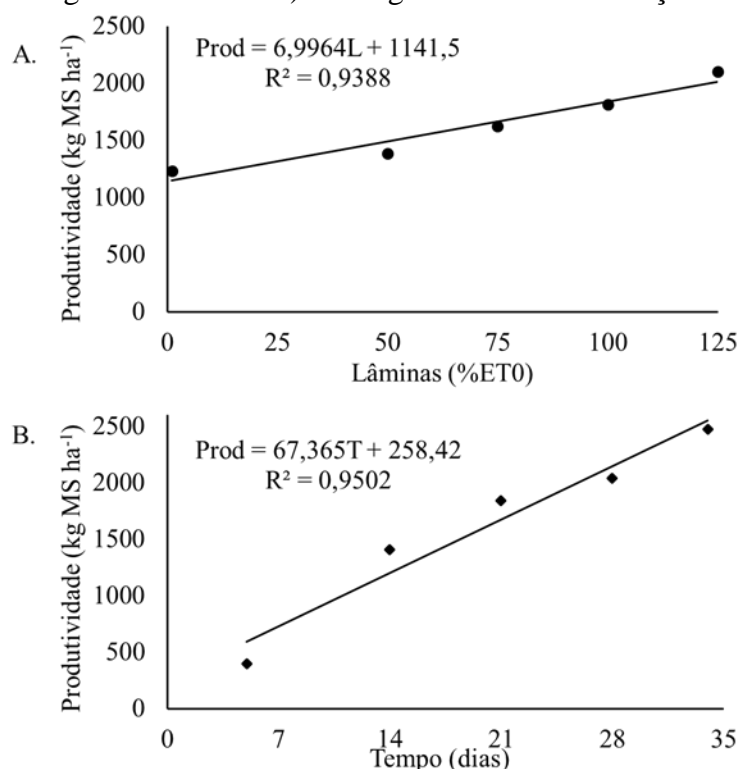 A.
Prod = 6,9964L + 1141,5
R² = 0,9388
Produtividade (kg MS ha⁻¹)
2500
2000
1500
1000
500
0
0 25 50 75 100 125
Lâminas (%ET0)
B.
Prod = 67,365T + 258,42
R² = 0,9502
Produtividade (kg MS ha⁻¹)
2500
2000
1500
1000
500
0
0 7 14 21 28 35
Tempo (dias)